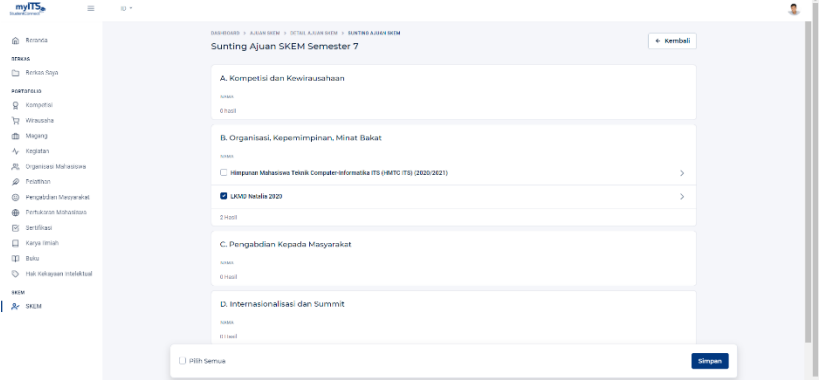 myITS
StudentConnect
ID
Beranda
BERKAS
Berkas Saya
PORTOFOLIO
Kompetisi
Wirausaha
Magang
Kegiatan
Organisasi Mahasiswa
Pelatihan
Pengabdian Masyarakat
Pertukaran Mahasiswa
Sertifikasi
Karya Ilmiah
Buku
Hak Kekayaan Intelektual
SKEM
SKEM
DASHBOARD > AJUAN SKEM > DETAIL AJUAN SKEM > SUNTING AJUAN SKEM
Sunting Ajuan SKEM Semester 7
Kembali
A. Kompetisi dan Kewirausahaan
NAMA
0 Hasil
B. Organisasi, Kepemimpinan, Minat Bakat
NAMA
Himpunan Mahasiswa Teknik Computer-Informatika ITS (HMTC ITS) (2020/2021)
LKMD Natalia 2020
2 Hasil
C. Pengabdian Kepada Masyarakat
NAMA
0 Hasil
D. Internasionalisasi dan Summit
NAMA
0 Hasil
Pilih Semua
Simpan